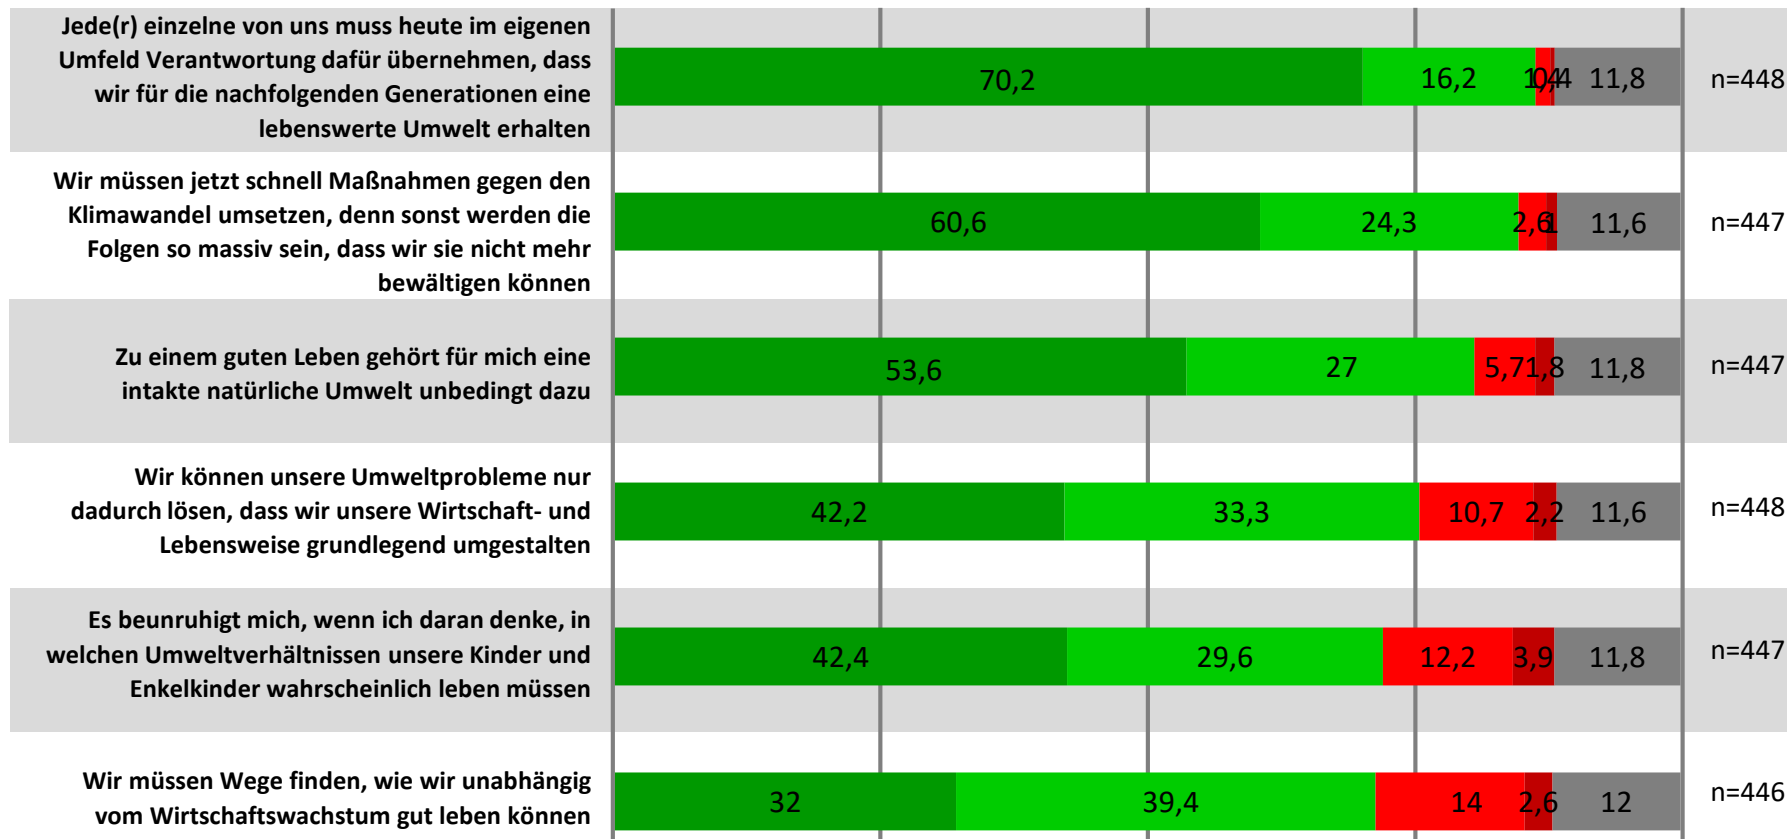 Jede(r) einzelne von uns muss heute im eigenen
Umfeld Verantwortung dafür übernehmen, dass
wir für die nachfolgenden Generationen eine
lebenswerte Umwelt erhalten
70,2 16,2 1,4 0,4 11,8 n=448
Wir müssen jetzt schnell Maßnahmen gegen den
Klimawandel umsetzen, denn sonst werden die
Folgen so massiv sein, dass wir sie nicht mehr
bewältigen können
60,6 24,3 2,6 1 11,6 n=447
Zu einem guten Leben gehört für mich eine
intakte natürliche Umwelt unbedingt dazu
53,6 27 5,7 1,8 11,8 n=447
Wir können unsere Umweltprobleme nur
dadurch lösen, dass wir unsere Wirtschaft- und
Lebensweise grundlegend umgestalten
42,2 33,3 10,7 2,2 11,6 n=448
Es beunruhigt mich, wenn ich daran denke, in
welchen Umweltverhältnissen unsere Kinder und
Enkelkinder wahrscheinlich leben müssen
42,4 29,6 12,2 3,9 11,8 n=447
Wir müssen Wege finden, wie wir unabhängig
vom Wirtschaftswachstum gut leben können
32 39,4 14 2,6 12 n=446